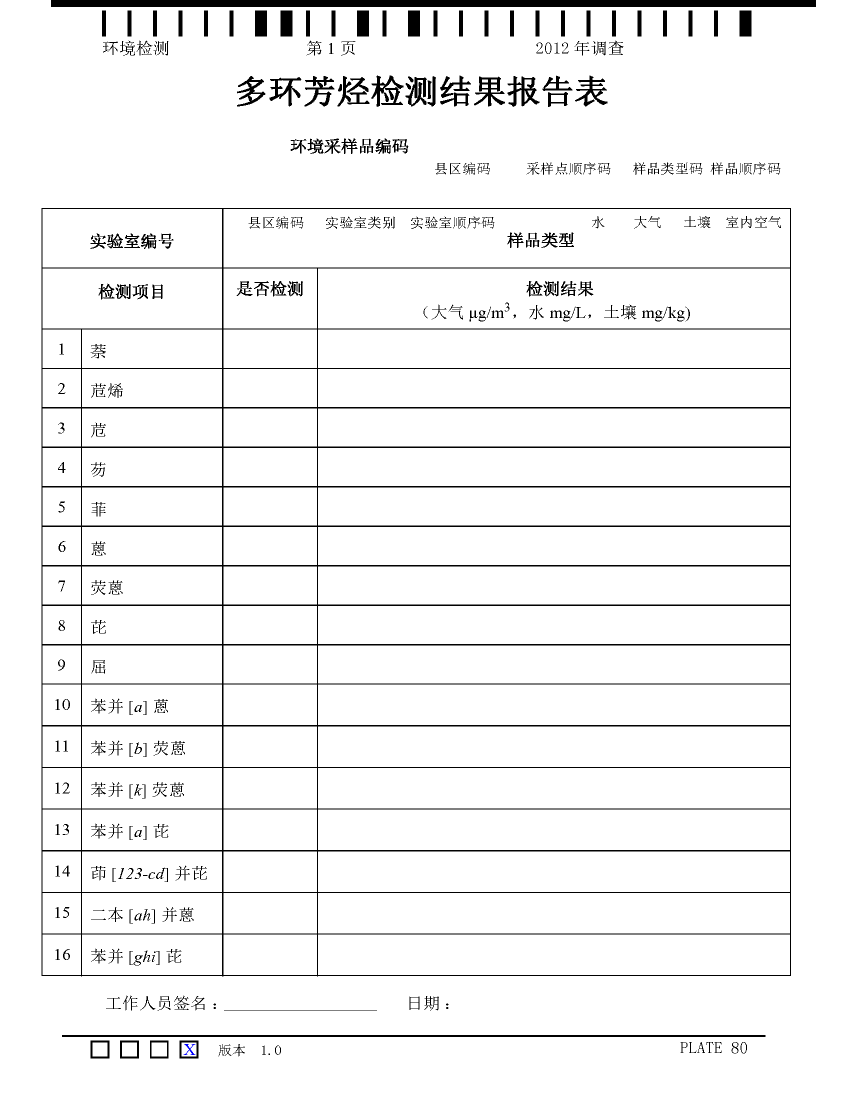 环境检测 第 1 页 2012 年调查
多环芳烃检测结果报告表
环境采样品编码
县区编码 采样点顺序码 样品类型码 样品顺序码
实验室编号 县区编码 实验室类别 实验室顺序码 样品类型 水 大气 土壤 室内空气
检测项目 是否检测 检测结果
（大气 μg/m³，水 mg/L，土壤 mg/kg)
1 萘
2 苊烯
3 苊
4 芴
5 菲
6 蒽
7 荧蒽
8 芘
9 屈
10 苯并 [a] 蒽
11 苯并 [b] 荧蒽
12 苯并 [k] 荧蒽
13 苯并 [a] 芘
14 茚 [123-cd] 并芘
15 二本 [ah] 并蒽
16 苯并 [ghi] 芘
工作人员签名：__________________ 日期：
X 版本 1.0 PLATE 80